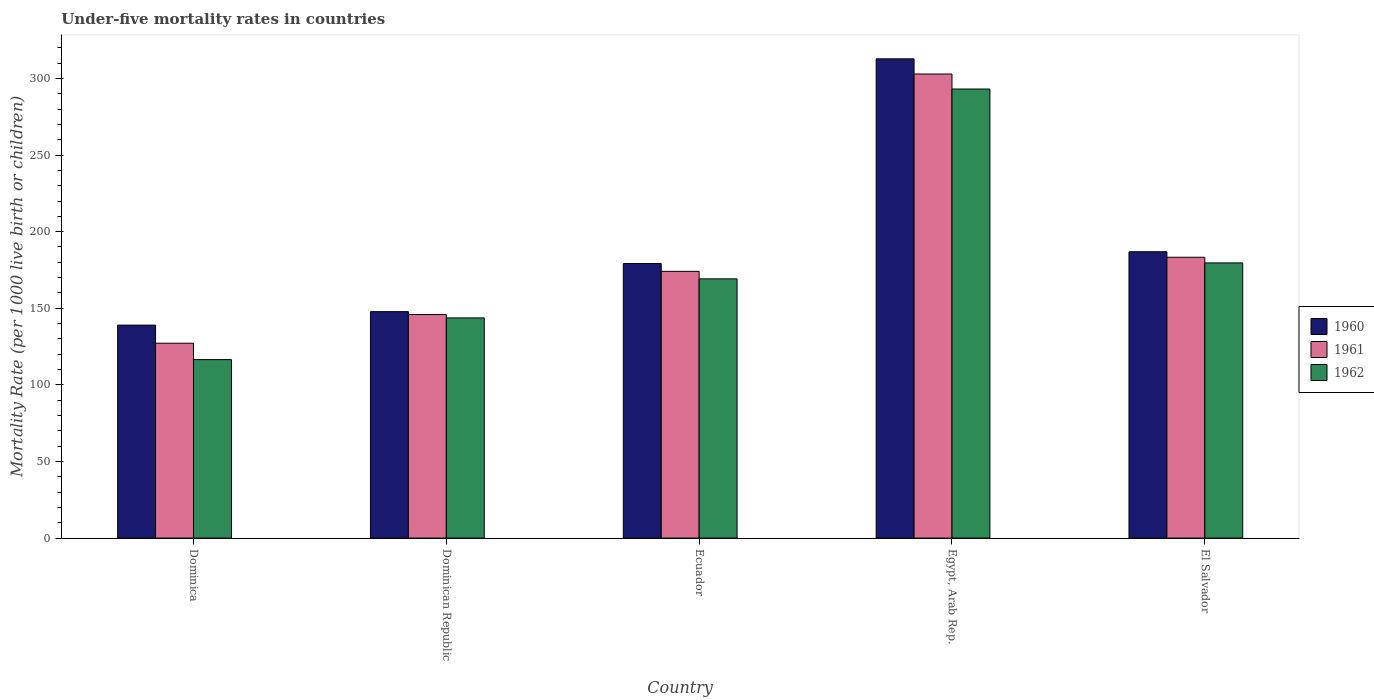 Under-five mortality rates in countries
Mortality Rate (per 1000 live birth or children)
300
250
200
150
100
50
0
Dominica
Dominican Republic
Ecuador
Egypt, Arab Rep.
El Salvador
Country
1960
1961
1962